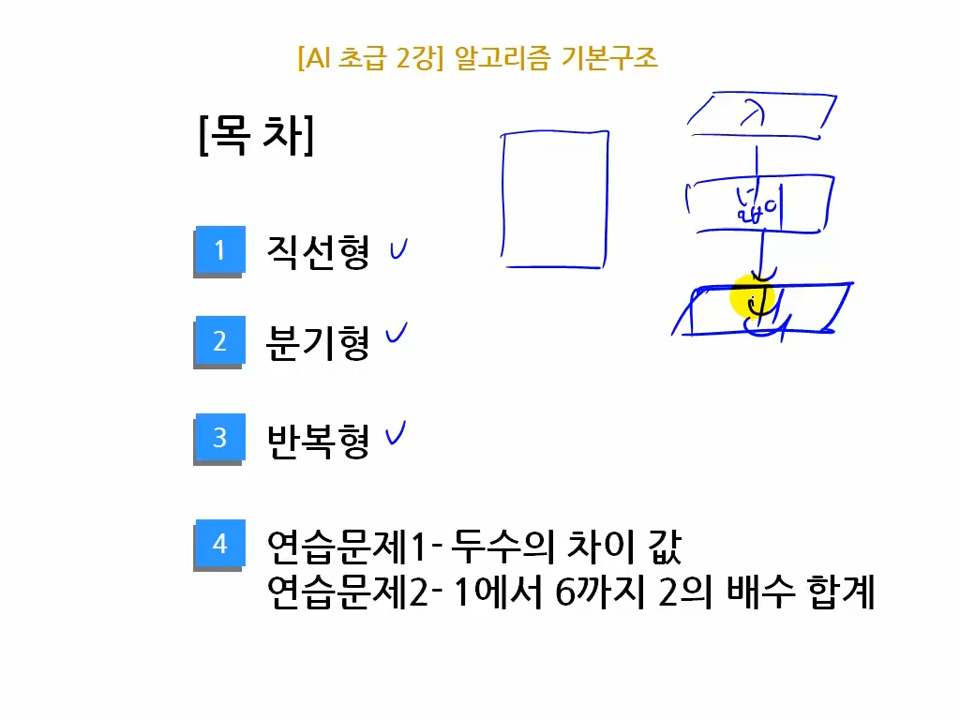 [AI 초급 2강] 알고리즘 기본구조
[목 차]
1 직선형
2 분기형
3 반복형
4 연습문제1- 두수의 차이 값
연습문제2- 1에서 6까지 2의 배수 합계